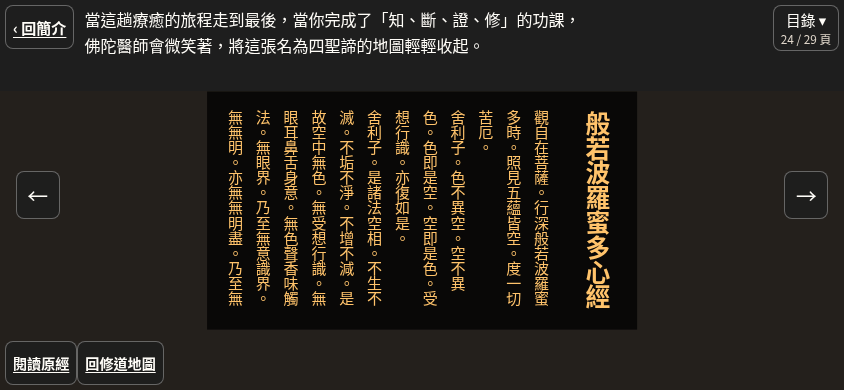 ‹ 回簡介
當這趟療癒的旅程走到最後，當你完成了「知、斷、證、修」的功課，
佛陀醫師會微笑著，將這張名為四聖諦的地圖輕輕收起。
目錄 ▾
24 / 29 頁
←
→
般若波羅蜜多心經
觀自在菩薩。行深般若波羅蜜
多時。照見五蘊皆空。度一切
苦厄。
舍利子。色不異空。空不異
色。色即是空。空即是色。受
想行識。亦復如是。
舍利子。是諸法空相。不生不
滅。不垢不淨。不增不減。是
故空中無色。無受想行識。無
眼耳鼻舌身意。無色聲香味觸
法。無眼界。乃至無意識界。
無無明。亦無無明盡。乃至無
閱讀原經
回修道地圖